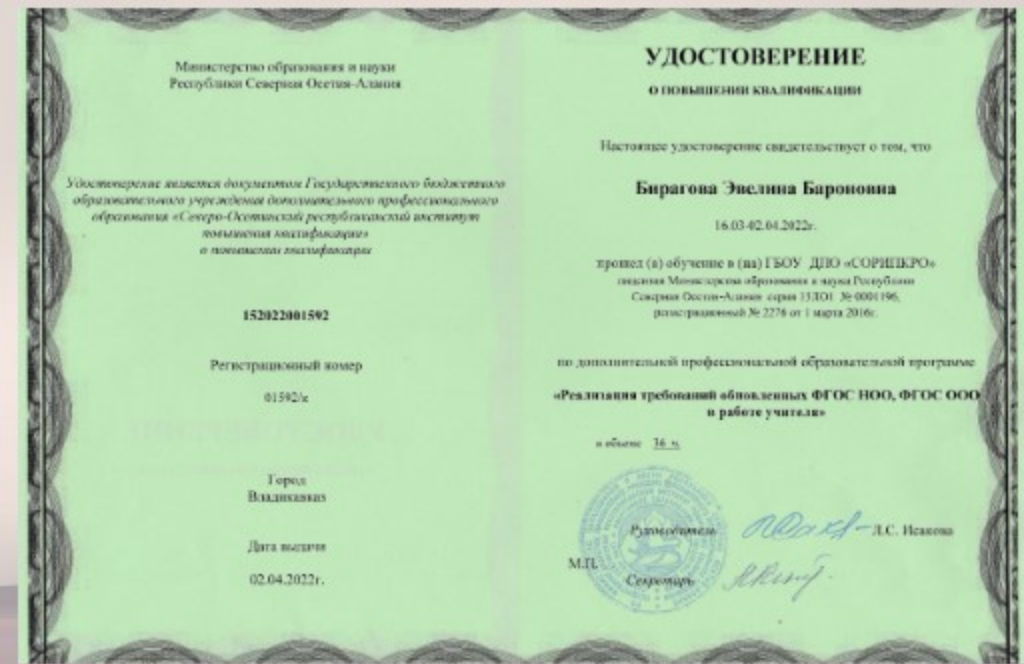 Министерство образования и науки
Республики Северная Осетия-Алания
Удостоверение является документом Государственного бюджетного
образовательного учреждения дополнительного профессионального
образования «Северо-Осетинский республиканский институт
повышения квалификации»
о повышении квалификации
152022001592
Регистрационный номер
01592/к
Город
Владикавказ
Дата выдачи
02.04.2022г.
УДОСТОВЕРЕНИЕ
О ПОВЫШЕНИИ КВАЛИФИКАЦИИ
Настоящее удостоверение свидетельствует о том, что
Бирагова Эвелина Бароновна
16.03-02.04.2022г.
прошел (а) обучение в (на) ГБОУ ДПО «СОРИПКРО»
лицензия Министерства образования и науки Республики
Северная Осетия-Алания серия 15ЛО1 № 0001196,
регистрационный № 2276 от 1 марта 2016г.
по дополнительной профессиональной образовательной программе
«Реализация требований обновленных ФГОС НОО, ФГОС ООО
в работе учителя»
в объеме 36 ч.
Руководитель Л.С. Исакова
М.П.
Секретарь